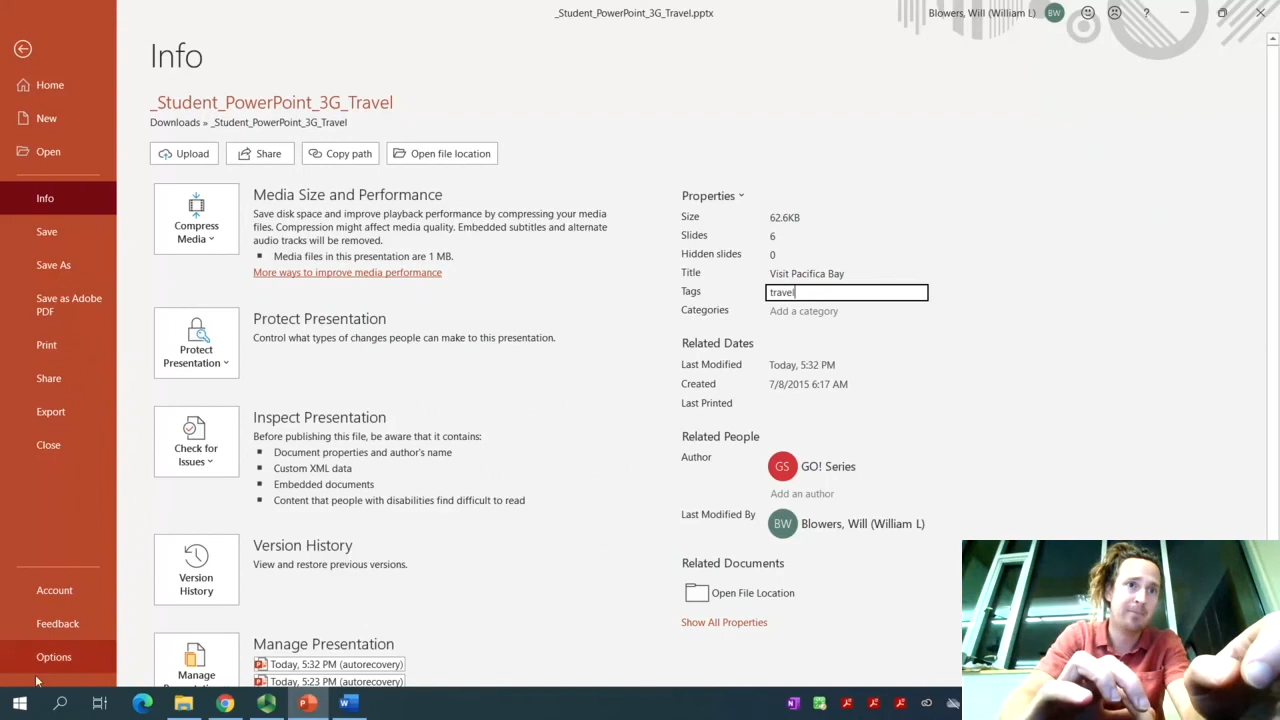 _Student_PowerPoint_3G_Travel.pptx
Blowers, Will (William L)
BW
?
Home
New
Open
Info
Save
Save As
Save as Adobe
PDF
Print
Share
Export
Close
Account
Feedback
Options
Info
_Student_PowerPoint_3G_Travel
Downloads » _Student_PowerPoint_3G_Travel
Upload
Share
Copy path
Open file location
Compress
Media
Media Size and Performance
Save disk space and improve playback performance by compressing your media
files. Compression might affect media quality. Embedded subtitles and alternate
audio tracks will be removed.
Media files in this presentation are 1 MB.
More ways to improve media performance
Protect
Presentation
Protect Presentation
Control what types of changes people can make to this presentation.
Check for
Issues
Inspect Presentation
Before publishing this file, be aware that it contains:
Document properties and author's name
Custom XML data
Embedded documents
Content that people with disabilities find difficult to read
Version
History
Version History
View and restore previous versions.
Manage
Manage Presentation
Today, 5:32 PM (autorecovery)
Today, 5:23 PM (autorecovery)
Properties
Size 62.6KB
Slides 6
Hidden slides 0
Title Visit Pacifica Bay
Tags travel
Categories Add a category
Related Dates
Last Modified Today, 5:32 PM
Created 7/8/2015 6:17 AM
Last Printed
Related People
Author GS GO! Series
Add an author
Last Modified By BW Blowers, Will (William L)
Related Documents
Open File Location
Show All Properties